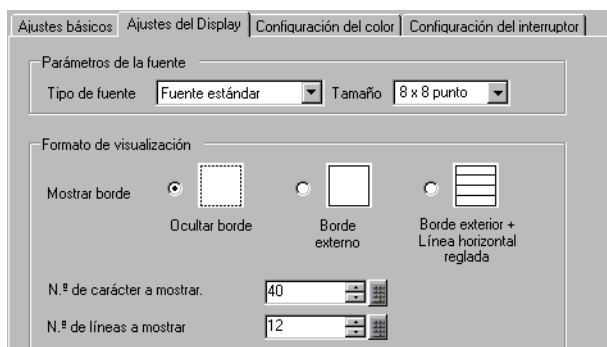 Ajustes básicos Ajustes del Display Configuración del color Configuración del interruptor
Parámetros de la fuente
Tipo de fuente Fuente estándar Tamaño 8 x 8 punto
Formato de visualización
Mostrar borde
Ocultar borde
Borde externo
Borde exterior + Línea horizontal reglada
N.º de carácter a mostrar. 40
N.º de líneas a mostrar 12